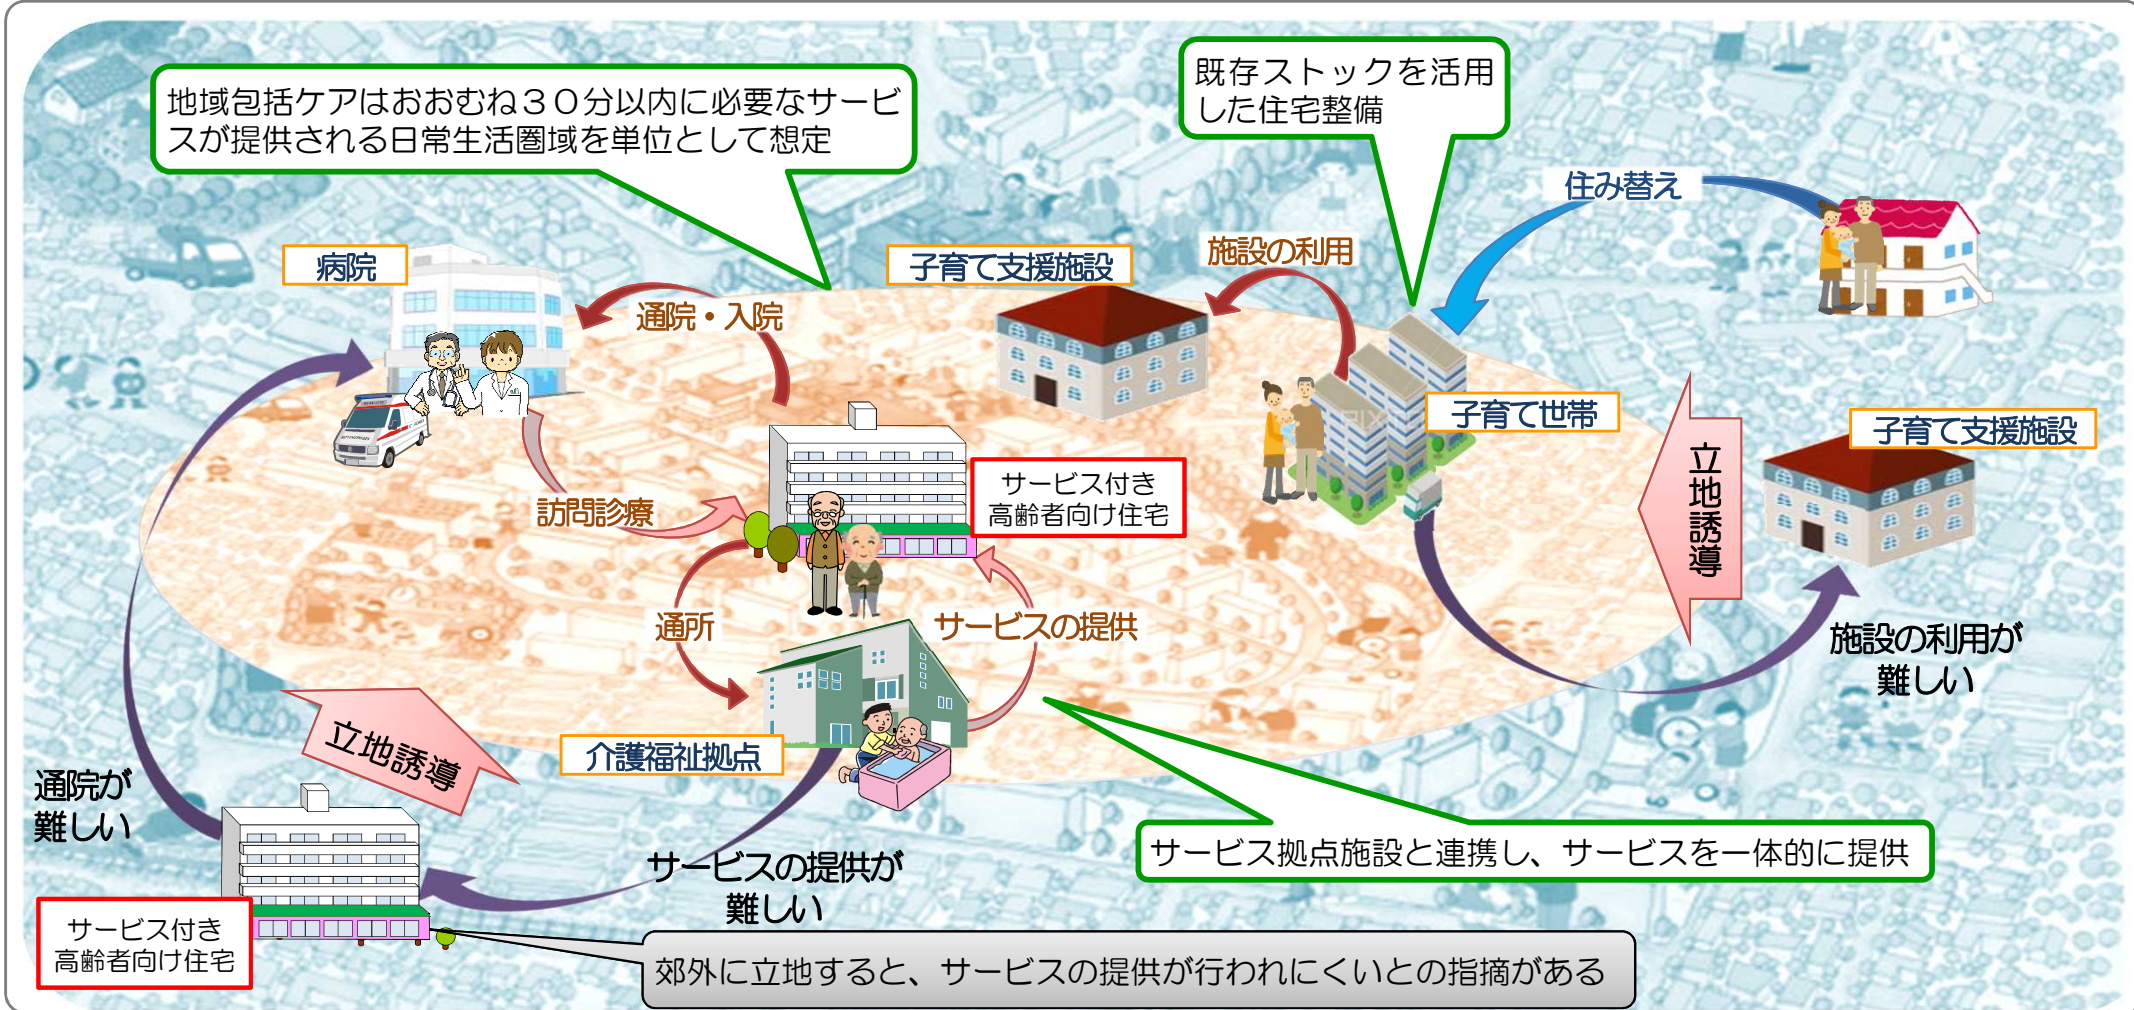 地域包括ケアはおおむね３０分以内に必要なサービ
スが提供される日常生活圏域を単位として想定
既存ストックを活用
した住宅整備
住み替え
病院
子育て支援施設
施設の利用
通院・入院
子育て世帯
子育て支援施設
立地誘導
サービス付き
高齢者向け住宅
訪問診療
通所
サービスの提供
施設の利用が
難しい
立地誘導
介護福祉拠点
通院が
難しい
サービス拠点施設と連携し、サービスを一体的に提供
サービスの提供が
難しい
サービス付き
高齢者向け住宅
郊外に立地すると、サービスの提供が行われにくいとの指摘がある